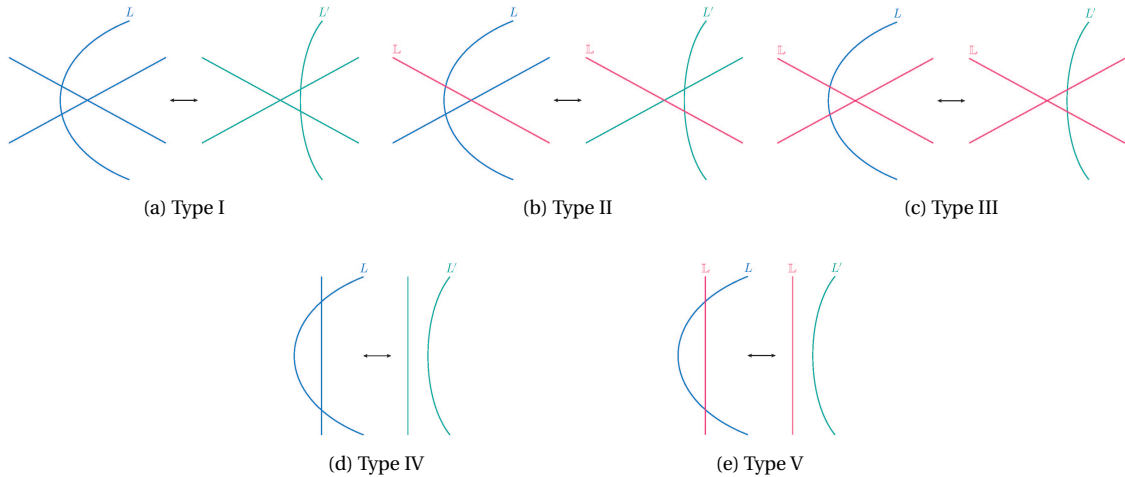 L L′ 𝕃 L 𝕃 L′ 𝕃 L 𝕃 L′
(a) Type I (b) Type II (c) Type III
L L′ 𝕃 L 𝕃 L′
(d) Type IV (e) Type V